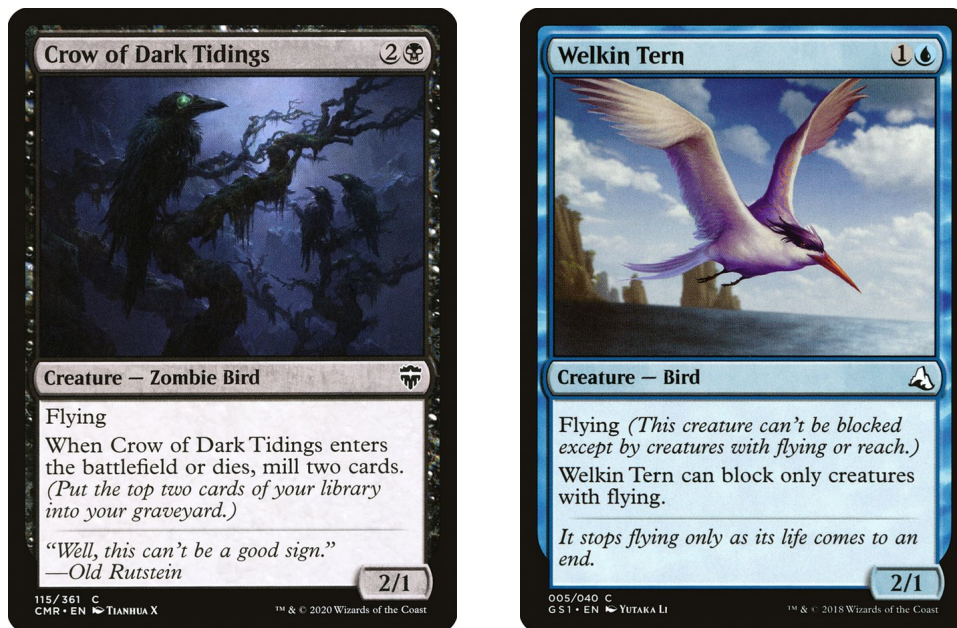 Crow of Dark Tidings 2
Creature — Zombie Bird
Flying
When Crow of Dark Tidings enters
the battlefield or dies, mill two cards.
(Put the top two cards of your library
into your graveyard.)
“Well, this can’t be a good sign.”
—Old Rutstein
2/1
115/361 C
CMR • EN Tianhua X
™ & © 2020 Wizards of the Coast
Welkin Tern 1
Creature — Bird
Flying (This creature can’t be blocked
except by creatures with flying or reach.)
Welkin Tern can block only creatures
with flying.
It stops flying only as its life comes to an
end.
2/1
005/040 C
GS1 • EN Yutaka Li
™ & © 2018 Wizards of the Coast